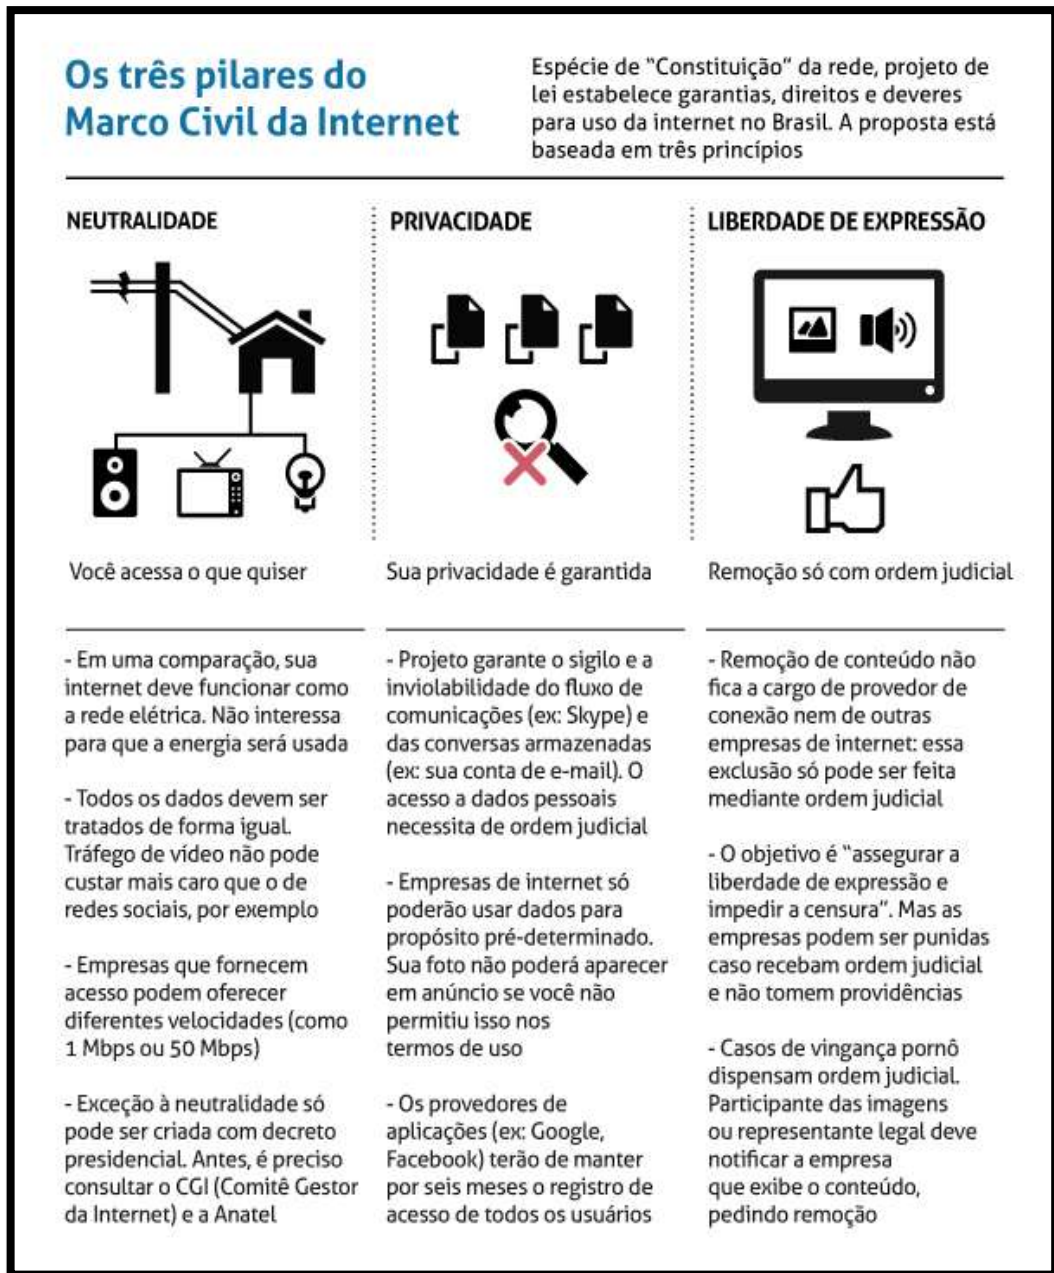 Os três pilares do
Marco Civil da Internet
Espécie de “Constituição” da rede, projeto de
lei estabelece garantias, direitos e deveres
para uso da internet no Brasil. A proposta está
baseada em três princípios
NEUTRALIDADE
Você acessa o que quiser
- Em uma comparação, sua
internet deve funcionar como
a rede elétrica. Não interessa
para que a energia será usada
- Todos os dados devem ser
tratados de forma igual.
Tráfego de vídeo não pode
custar mais caro que o de
redes sociais, por exemplo
- Empresas que fornecem
acesso podem oferecer
diferentes velocidades (como
1 Mbps ou 50 Mbps)
- Exceção à neutralidade só
pode ser criada com decreto
presidencial. Antes, é preciso
consultar o CGI (Comitê Gestor
da Internet) e a Anatel
PRIVACIDADE
Sua privacidade é garantida
- Projeto garante o sigilo e a
inviolabilidade do fluxo de
comunicações (ex: Skype) e
das conversas armazenadas
(ex: sua conta de e-mail). O
acesso a dados pessoais
necessita de ordem judicial
- Empresas de internet só
poderão usar dados para
propósito pré-determinado.
Sua foto não poderá aparecer
em anúncio se você não
permitiu isso nos
termos de uso
- Os provedores de
aplicações (ex: Google,
Facebook) terão de manter
por seis meses o registro de
acesso de todos os usuários
LIBERDADE DE EXPRESSÃO
Remoção só com ordem judicial
- Remoção de conteúdo não
fica a cargo de provedor de
conexão nem de outras
empresas de internet: essa
exclusão só pode ser feita
mediante ordem judicial
- O objetivo é “assegurar a
liberdade de expressão e
impedir a censura”. Mas as
empresas podem ser punidas
caso recebam ordem judicial
e não tomem providências
- Casos de vingança pornô
dispensam ordem judicial.
Participante das imagens
ou representante legal deve
notificar a empresa
que exibe o conteúdo,
pedindo remoção